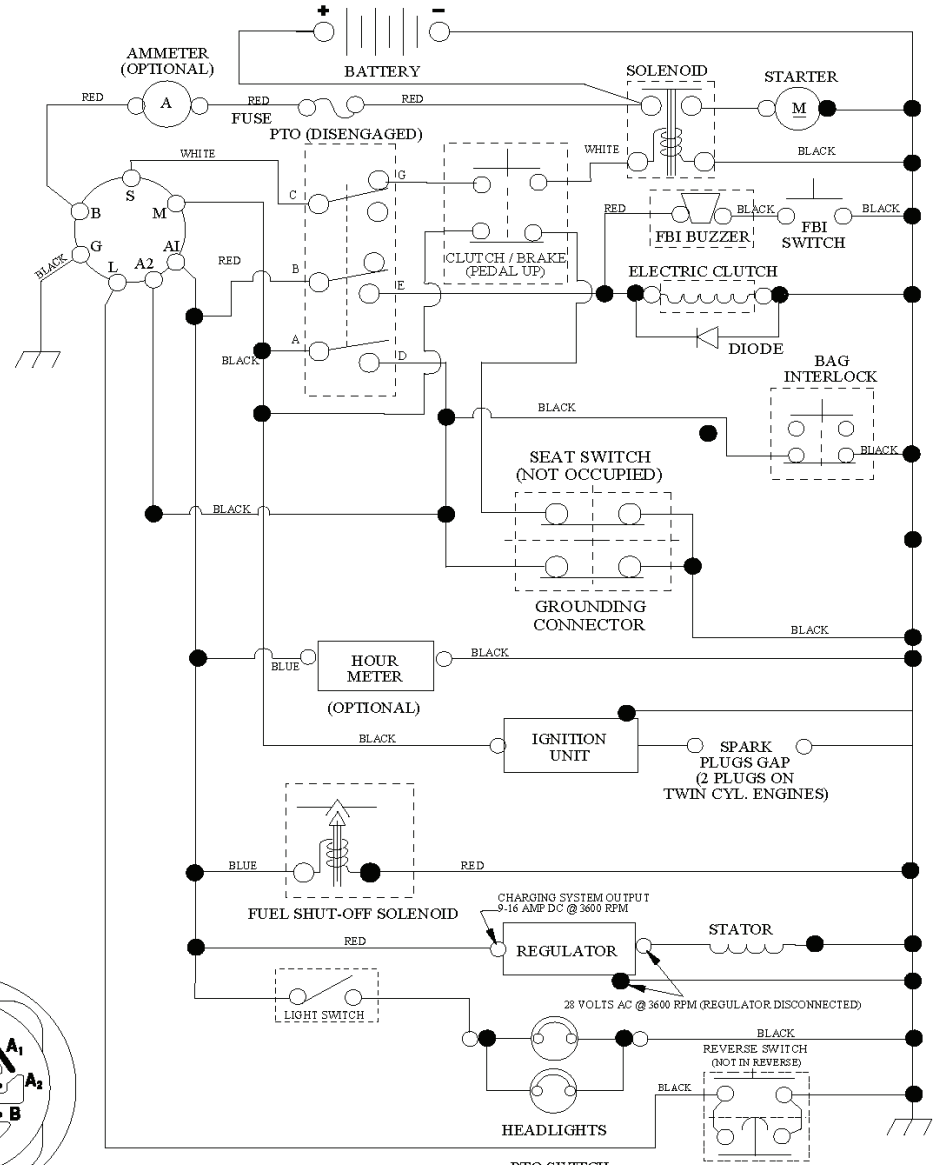 + −
AMMETER
(OPTIONAL)
BATTERY
SOLENOID
STARTER
RED
A
RED
RED
M
FUSE
PTO (DISENGAGED)
WHITE
WHITE
BLACK
S
G
C
B
M
RED
BLACK
BLACK
FBI BUZZER
FBI
SWITCH
G
A1
BLACK
L
A2
RED
B
CLUTCH / BRAKE
(PEDAL UP)
ELECTRIC CLUTCH
E
A
BLACK
D
DIODE
BAG
INTERLOCK
BLACK
BLACK
SEAT SWITCH
(NOT OCCUPIED)
BLACK
GROUNDING
CONNECTOR
BLACK
BLUE
HOUR
METER
BLACK
(OPTIONAL)
BLACK
IGNITION
UNIT
SPARK
PLUGS GAP
(2 PLUGS ON
TWIN CYL. ENGINES)
BLUE
RED
FUEL SHUT-OFF SOLENOID
CHARGING SYSTEM OUTPUT
9-16 AMP DC @ 3600 RPM
RED
REGULATOR
STATOR
28 VOLTS AC @ 3600 RPM (REGULATOR DISCONNECTED)
LIGHT SWITCH
BLACK
REVERSE SWITCH
(NOT IN REVERSE)
A1
A2
B
BLACK
HEADLIGHTS
PTO SWITCH